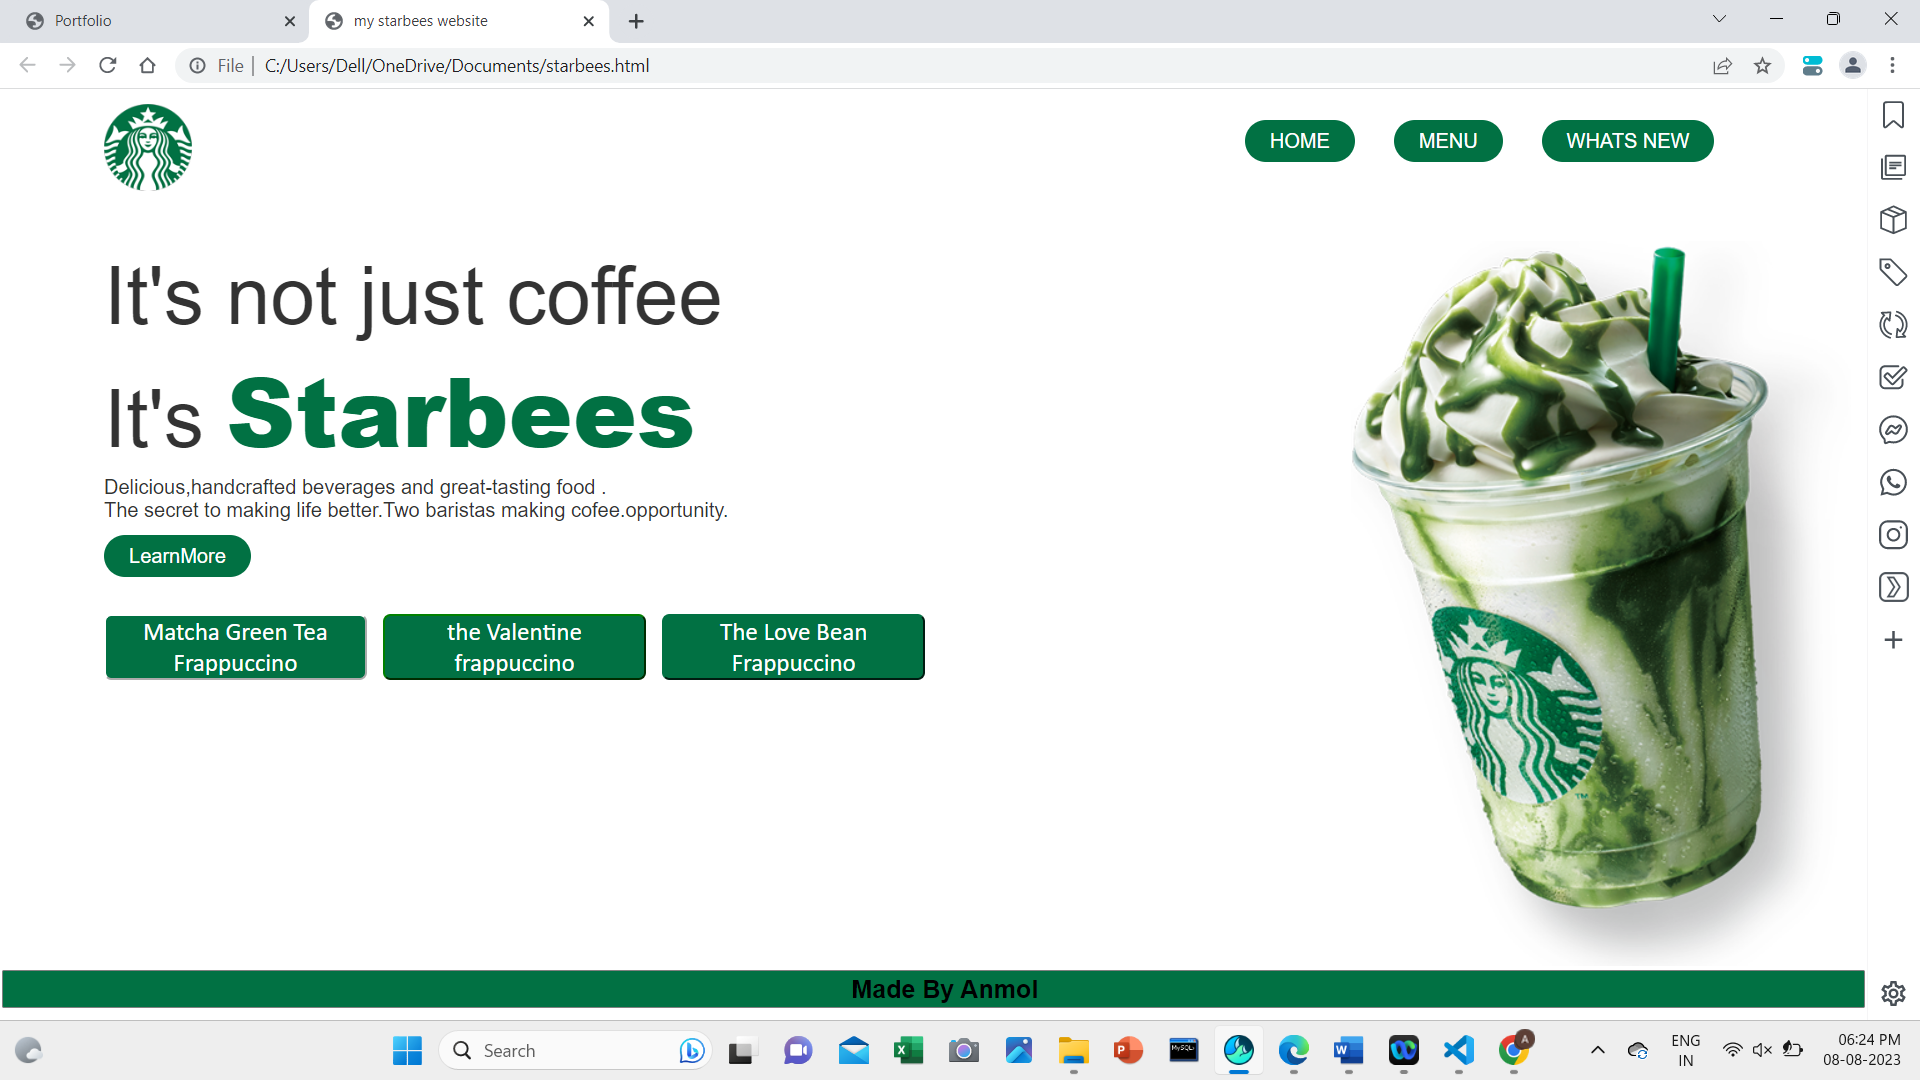 Portfolio
my starbees website
File
C:/Users/Dell/OneDrive/Documents/starbees.html
HOME
MENU
WHATS NEW
It's not just coffee
It's Starbees
Delicious,handcrafted beverages and great-tasting food .
The secret to making life better.Two baristas making cofee.opportunity.
LearnMore
Matcha Green Tea
Frappuccino
the Valentine
frappuccino
The Love Bean
Frappuccino
TM
Made By Anmol
Search
MySQL
A
ENG
IN
06:24 PM
08-08-2023